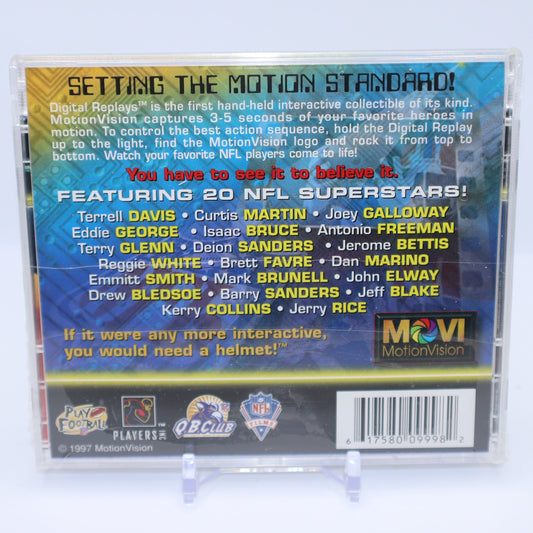 SETTING THE MOTION STANDARD!
Digital Replays™ is the first hand-held interactive collectible of its kind.
MotionVision captures 3-5 seconds of your favorite heroes in
motion. To control the best action sequence, hold the Digital Replay
up to the light, find the MotionVision logo and rock it from top to
bottom. Watch your favorite NFL players come to life!
You have to see it to believe it.
FEATURING 20 NFL SUPERSTARS!
Terrell DAVIS • Curtis MARTIN • Joey GALLOWAY
Eddie GEORGE • Isaac BRUCE • Antonio FREEMAN
Terry GLENN • Deion SANDERS • Jerome BETTIS
Reggie WHITE • Brett FAVRE • Dan MARINO
Emmitt SMITH • Mark BRUNELL • John ELWAY
Drew BLEDSOE • Barry SANDERS • Jeff BLAKE
Kerry COLLINS • Jerry RICE
If it were any more interactive,
you would need a helmet!™
MOVI
MotionVision
PLAY FOOTBALL
PLAYERS INC
QB CLUB
NFL
FILMS
6 17580 09998 2
© 1997 MotionVision